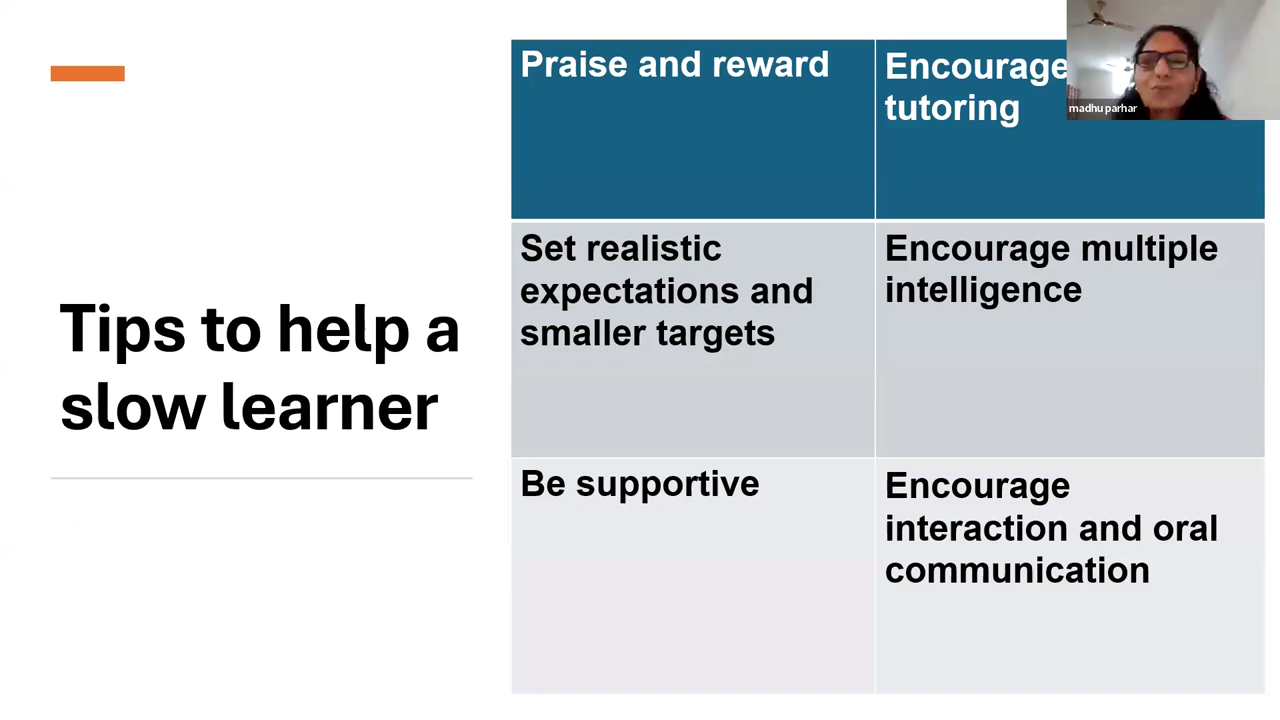 Tips to help a
slow learner
Praise and reward
Encourage
tutoring
Set realistic
expectations and
smaller targets
Encourage multiple
intelligence
Be supportive
Encourage
interaction and oral
communication
madhu parhar